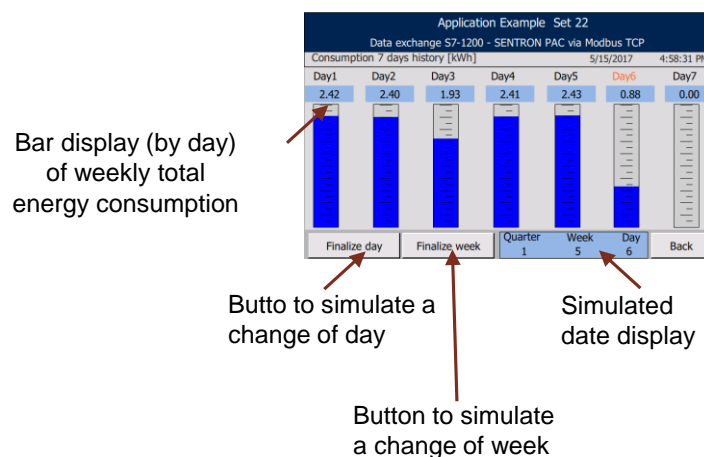 Application Example Set 22
Data exchange S7-1200 - SENTRON PAC via Modbus TCP
Consumption 7 days history [kWh] 5/15/2017 4:58:31 PM
Day1 Day2 Day3 Day4 Day5 Day6 Day7
2.42 2.40 1.93 2.41 2.43 0.88 0.00
Bar display (by day)
of weekly total
energy consumption
Finalize day Finalize week Quarter Week Day Back
1 5 6
Butto to simulate a
change of day
Simulated
date display
Button to simulate
a change of week